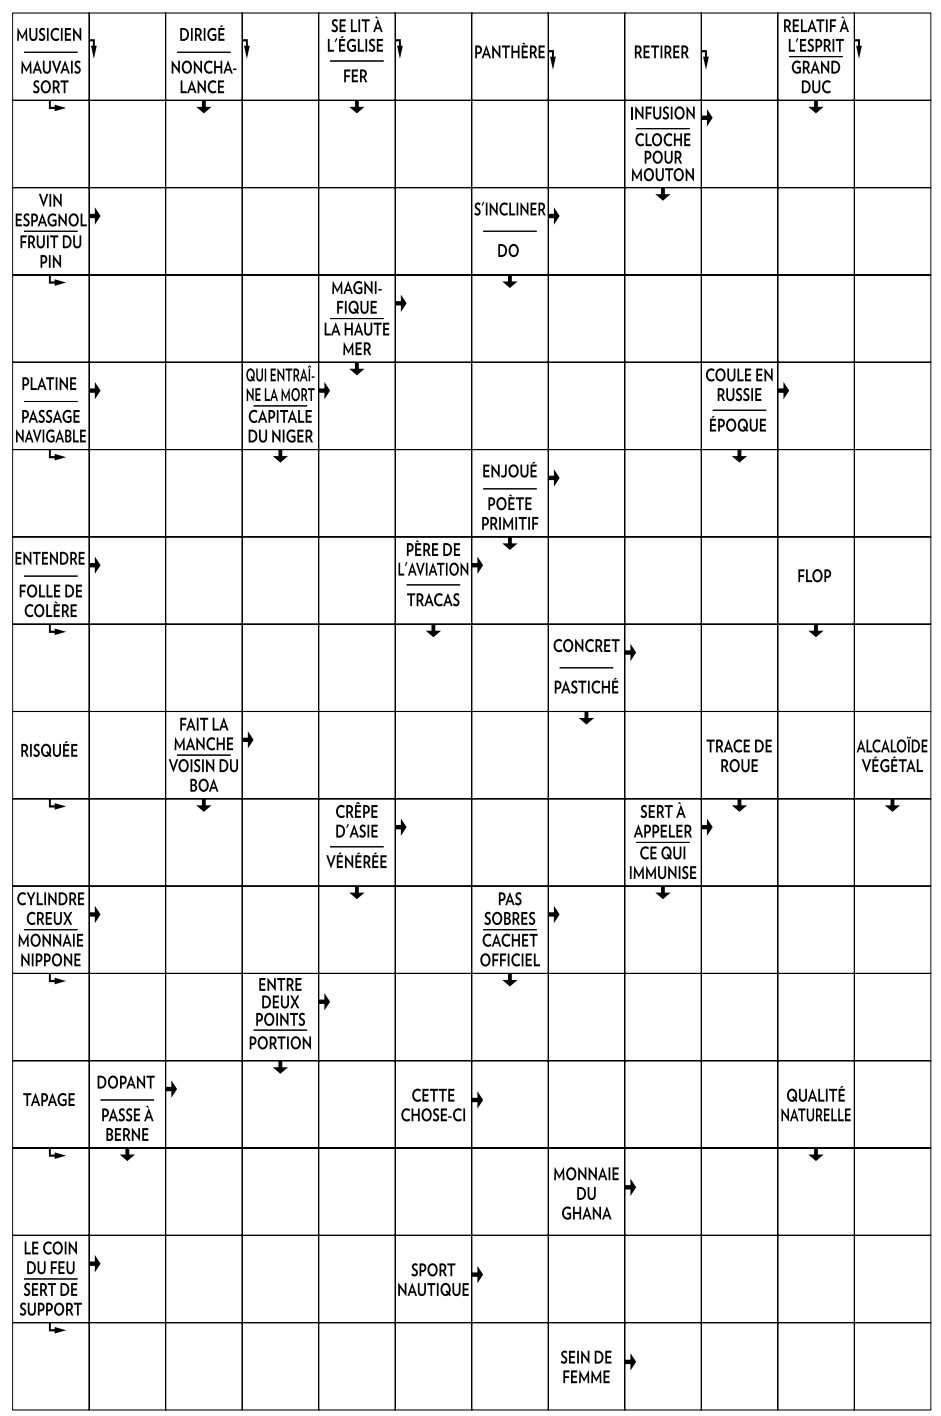 MUSICIEN
MAUVAIS
SORT
DIRIGÉ
NONCHA-
LANCE
SE LIT À
L'ÉGLISE
FER
PANTHÈRE
RETIRER
RELATIF À
L'ESPRIT
GRAND
DUC
INFUSION
CLOCHE
POUR
MOUTON
VIN
ESPAGNOL
FRUIT DU
PIN
S'INCLINER
DO
MAGNI-
FIQUE
LA HAUTE
MER
PLATINE
PASSAGE
NAVIGABLE
QUI ENTRAÎ-
NE LA MORT
CAPITALE
DU NIGER
COULE EN
RUSSIE
ÉPOQUE
ENJOUÉ
POÈTE
PRIMITIF
ENTENDRE
FOLLE DE
COLÈRE
PÈRE DE
L'AVIATION
TRACAS
FLOP
CONCRET
PASTICHÉ
RISQUÉE
FAIT LA
MANCHE
VOISIN DU
BOA
TRACE DE
ROUE
ALCALOÏDE
VÉGÉTAL
CRÊPE
D'ASIE
VÉNÉRÉE
SERT À
APPELER
CE QUI
IMMUNISE
CYLINDRE
CREUX
MONNAIE
NIPPONE
PAS
SOBRES
CACHET
OFFICIEL
ENTRE
DEUX
POINTS
PORTION
TAPAGE
DOPANT
PASSE À
BERNE
CETTE
CHOSE-CI
QUALITÉ
NATURELLE
MONNAIE
DU
GHANA
LE COIN
DU FEU
SERT DE
SUPPORT
SPORT
NAUTIQUE
SEIN DE
FEMME